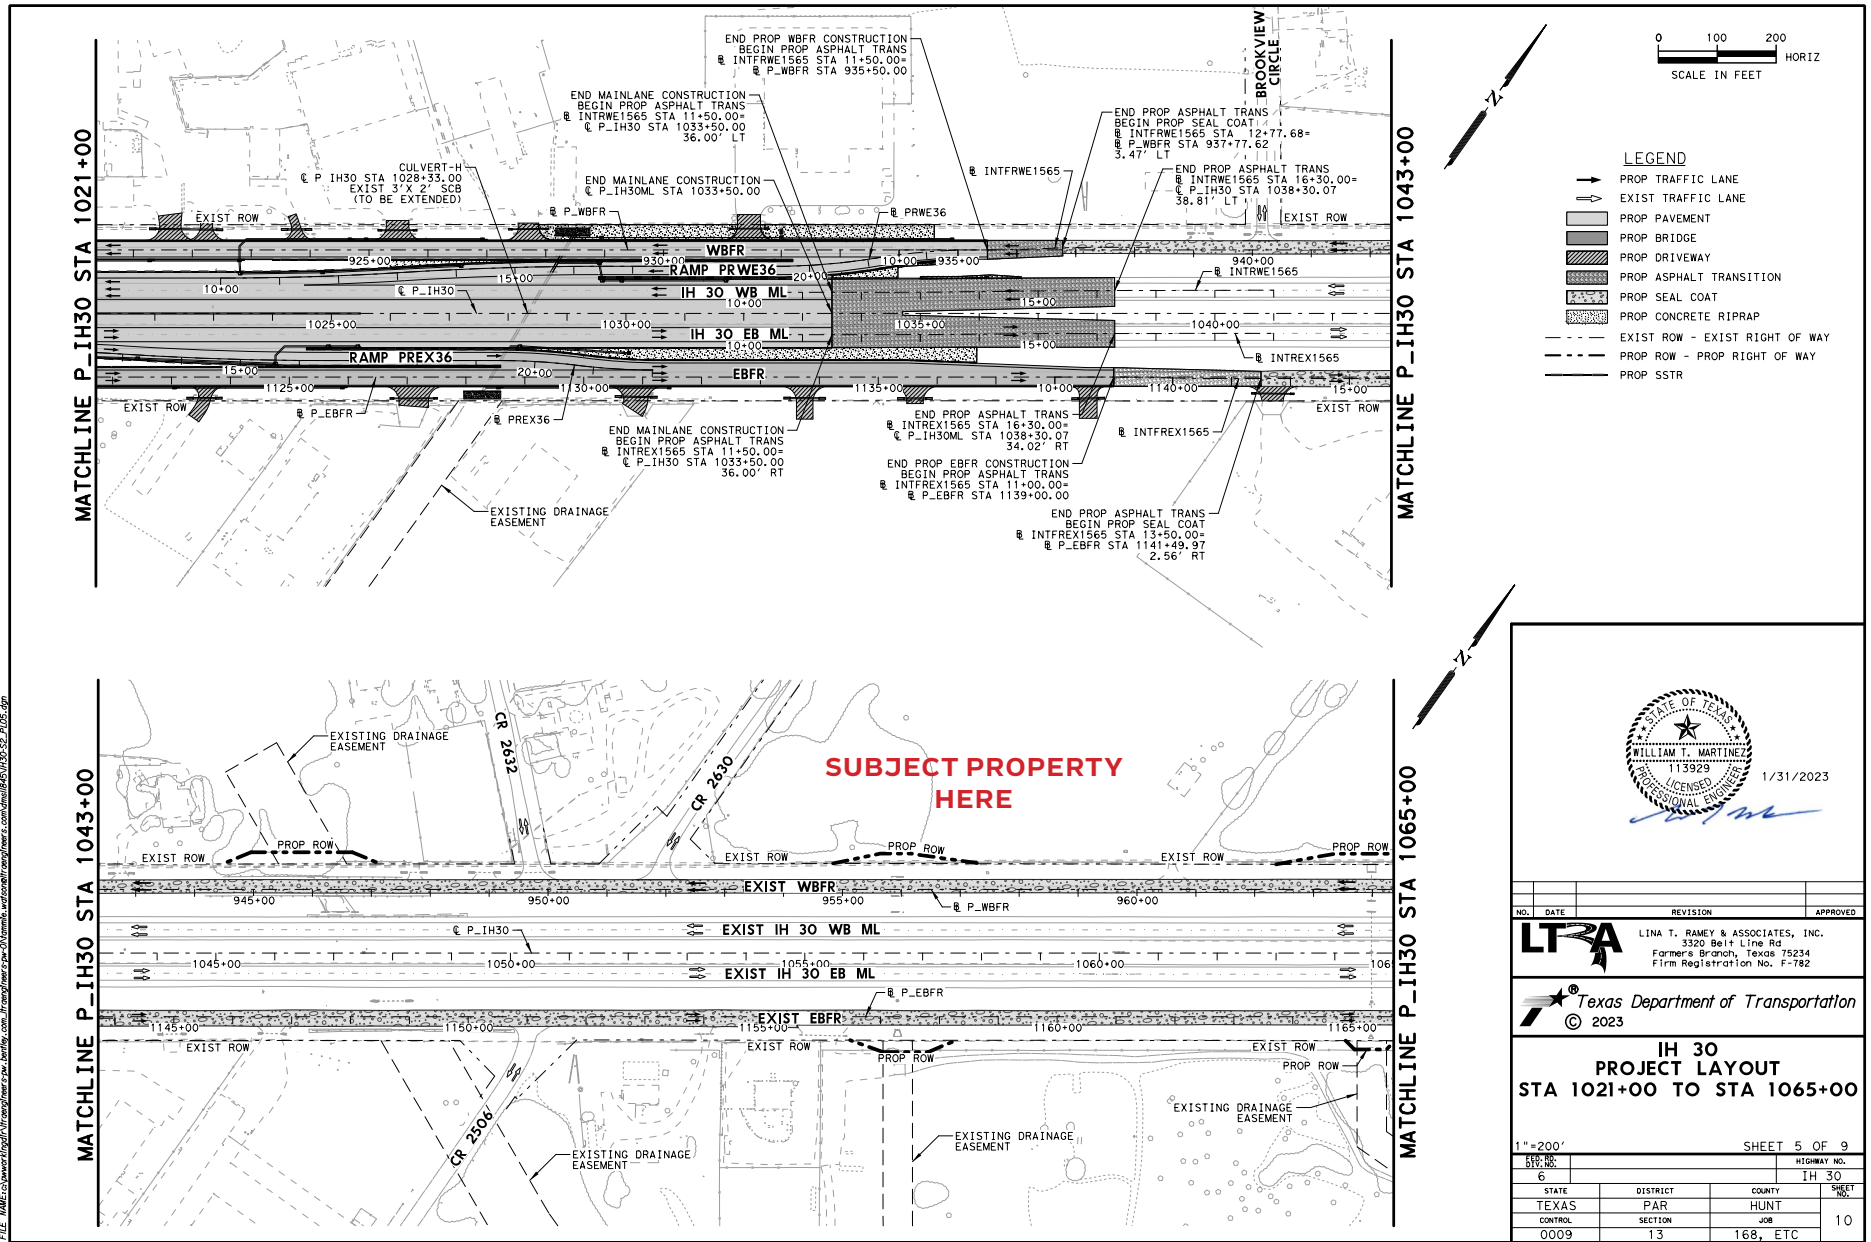 MATCHLINE P_IH30 STA 1021+00
END PROP WBFR CONSTRUCTION
BEGIN PROP ASPHALT TRANS
℄ INTFRWE1565 STA 11+50.00=
℄ P_WBFR STA 935+50.00
END MAINLANE CONSTRUCTION
BEGIN PROP ASPHALT TRANS
℄ INTRWE1565 STA 11+50.00=
℄ P_IH30 STA 1033+50.00
36.00' LT
CULVERT-H
℄ P IH30 STA 1028+33.00
EXIST 3'X 2' SCB
(TO BE EXTENDED)
END MAINLANE CONSTRUCTION
℄ P_IH30ML STA 1033+50.00
BROOKVIEW
CIRCLE
END PROP ASPHALT TRANS
BEGIN PROP SEAL COAT
℄ INTFRWE1565 STA 12+77.68=
℄ P_WBFR STA 937+77.62
3.47' LT
END PROP ASPHALT TRANS
℄ INTRWE1565 STA 16+30.00=
℄ P_IH30 STA 1038+30.07
38.81' LT
℄ INTFRWE1565
EXIST ROW
℄ P_WBFR
℄ PRWE36
EXIST ROW
WBFR
925+00
930+00
10+00
935+00
940+00
RAMP PRWE36
15+00
20+00
℄ INTRWE1565
10+00
℄ P_IH30
IH 30 WB ML
10+00
15+00
1025+00
1030+00
1035+00
1040+00
IH 30 EB ML
10+00
15+00
℄ INTREX1565
RAMP PREX36
15+00
20+00
EBFR
1125+00
1130+00
1135+00
10+00
1140+00
15+00
EXIST ROW
℄ P_EBFR
℄ PREX36
EXIST ROW
END MAINLANE CONSTRUCTION
BEGIN PROP ASPHALT TRANS
℄ INTREX1565 STA 11+50.00=
℄ P_IH30 STA 1033+50.00
36.00' RT
END PROP ASPHALT TRANS
℄ INTREX1565 STA 16+30.00=
℄ P_IH30ML STA 1038+30.07
34.02' RT
℄ INTFREX1565
END PROP EBFR CONSTRUCTION
BEGIN PROP ASPHALT TRANS
℄ INTFREX1565 STA 11+00.00=
℄ P_EBFR STA 1139+00.00
END PROP ASPHALT TRANS
BEGIN PROP SEAL COAT
℄ INTFREX1565 STA 13+50.00=
℄ P_EBFR STA 1141+49.97
2.56' RT
EXISTING DRAINAGE
EASEMENT
MATCHLINE P_IH30 STA 1043+00
N
0 100 200
HORIZ
SCALE IN FEET
LEGEND
PROP TRAFFIC LANE
EXIST TRAFFIC LANE
PROP PAVEMENT
PROP BRIDGE
PROP DRIVEWAY
PROP ASPHALT TRANSITION
PROP SEAL COAT
PROP CONCRETE RIPRAP
EXIST ROW - EXIST RIGHT OF WAY
PROP ROW - PROP RIGHT OF WAY
PROP SSTR
MATCHLINE P_IH30 STA 1043+00
EXISTING DRAINAGE
EASEMENT
CR 2632
CR 2630
SUBJECT PROPERTY
HERE
EXIST ROW
PROP ROW
EXIST ROW
PROP ROW
EXIST ROW
PROP ROW
EXIST WBFR
945+00
950+00
955+00
960+00
℄ P_WBFR
℄ P_IH30
EXIST IH 30 WB ML
1045+00
1050+00
1055+00
1060+00
106
EXIST IH 30 EB ML
℄ P_EBFR
EXIST EBFR
1145+00
1150+00
1155+00
1160+00
1165+00
EXIST ROW
EXIST ROW
PROP ROW
EXIST ROW
PROP ROW
CR 2506
EXISTING DRAINAGE
EASEMENT
EXISTING DRAINAGE
EASEMENT
EXISTING DRAINAGE
EASEMENT
MATCHLINE P_IH30 STA 1065+00
N
STATE OF TEXAS
WILLIAM T. MARTINEZ
113929
LICENSED
PROFESSIONAL ENGINEER
1/31/2023
NO. DATE REVISION APPROVED
LTRA
LINA T. RAMEY & ASSOCIATES, INC.
3320 Belt Line Rd
Farmers Branch, Texas 75234
Firm Registration No. F-782
® Texas Department of Transportation
© 2023
IH 30
PROJECT LAYOUT
STA 1021+00 TO STA 1065+00
1"=200' SHEET 5 OF 9
FED.RD. DIV.NO. HIGHWAY NO.
6 IH 30
STATE DISTRICT COUNTY SHEET NO.
TEXAS PAR HUNT
CONTROL SECTION JOB 10
0009 13 168, ETC